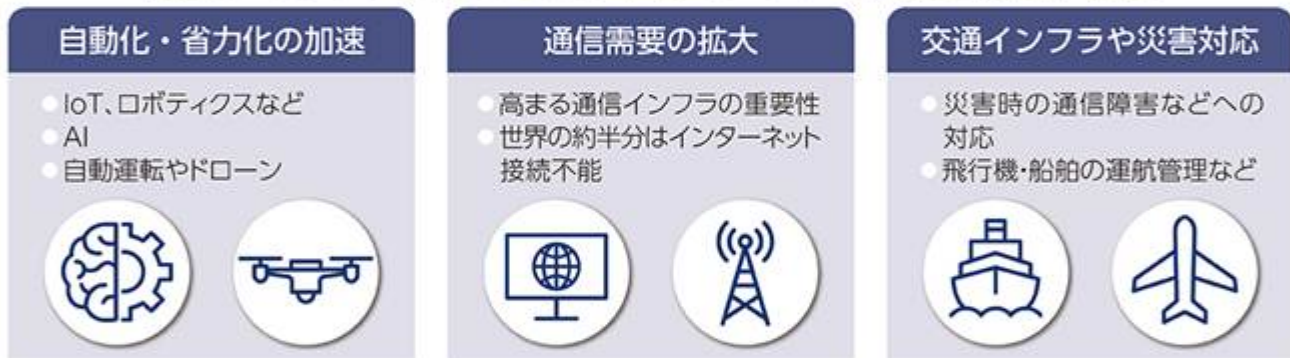 自動化・省力化の加速
IoT、ロボティクスなど
AI
自動運転やドローン
通信需要の拡大
高まる通信インフラの重要性
世界の約半分はインターネット
接続不能
交通インフラや災害対応
災害時の通信障害などへの
対応
飛行機・船舶の運航管理など